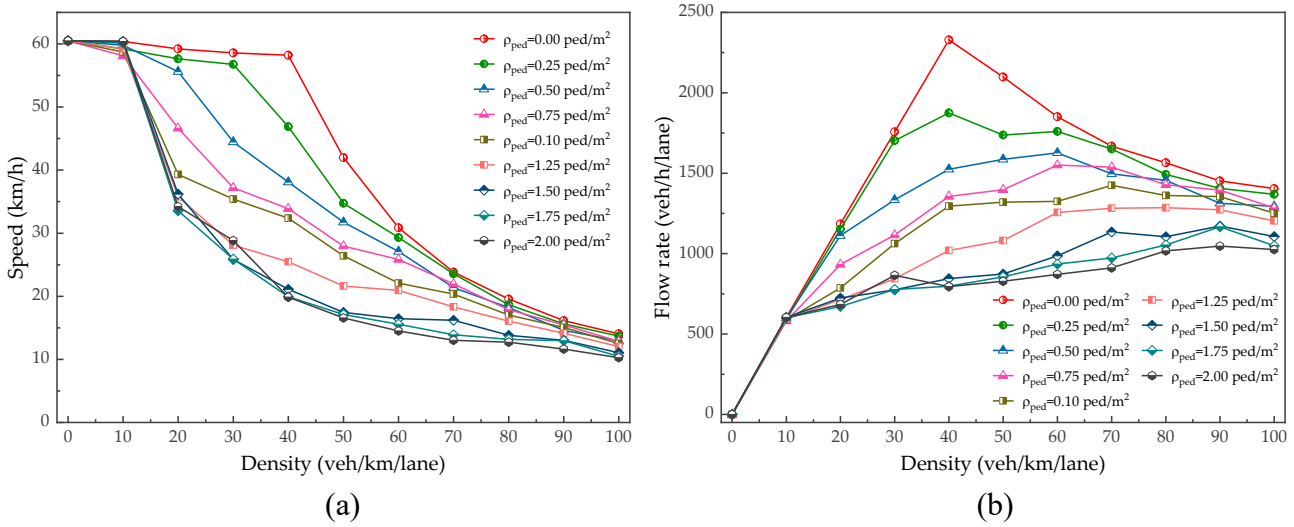 60
50
40
30
20
10
0
Speed (km/h)
0 10 20 30 40 50 60 70 80 90 100
Density (veh/km/lane)
ρped=0.00 ped/m²
ρped=0.25 ped/m²
ρped=0.50 ped/m²
ρped=0.75 ped/m²
ρped=0.10 ped/m²
ρped=1.25 ped/m²
ρped=1.50 ped/m²
ρped=1.75 ped/m²
ρped=2.00 ped/m²
(a)
2500
2000
1500
1000
500
0
Flow rate (veh/h/lane)
0 10 20 30 40 50 60 70 80 90 100
Density (veh/km/lane)
ρped=0.00 ped/m²
ρped=0.25 ped/m²
ρped=0.50 ped/m²
ρped=0.75 ped/m²
ρped=0.10 ped/m²
ρped=1.25 ped/m²
ρped=1.50 ped/m²
ρped=1.75 ped/m²
ρped=2.00 ped/m²
(b)